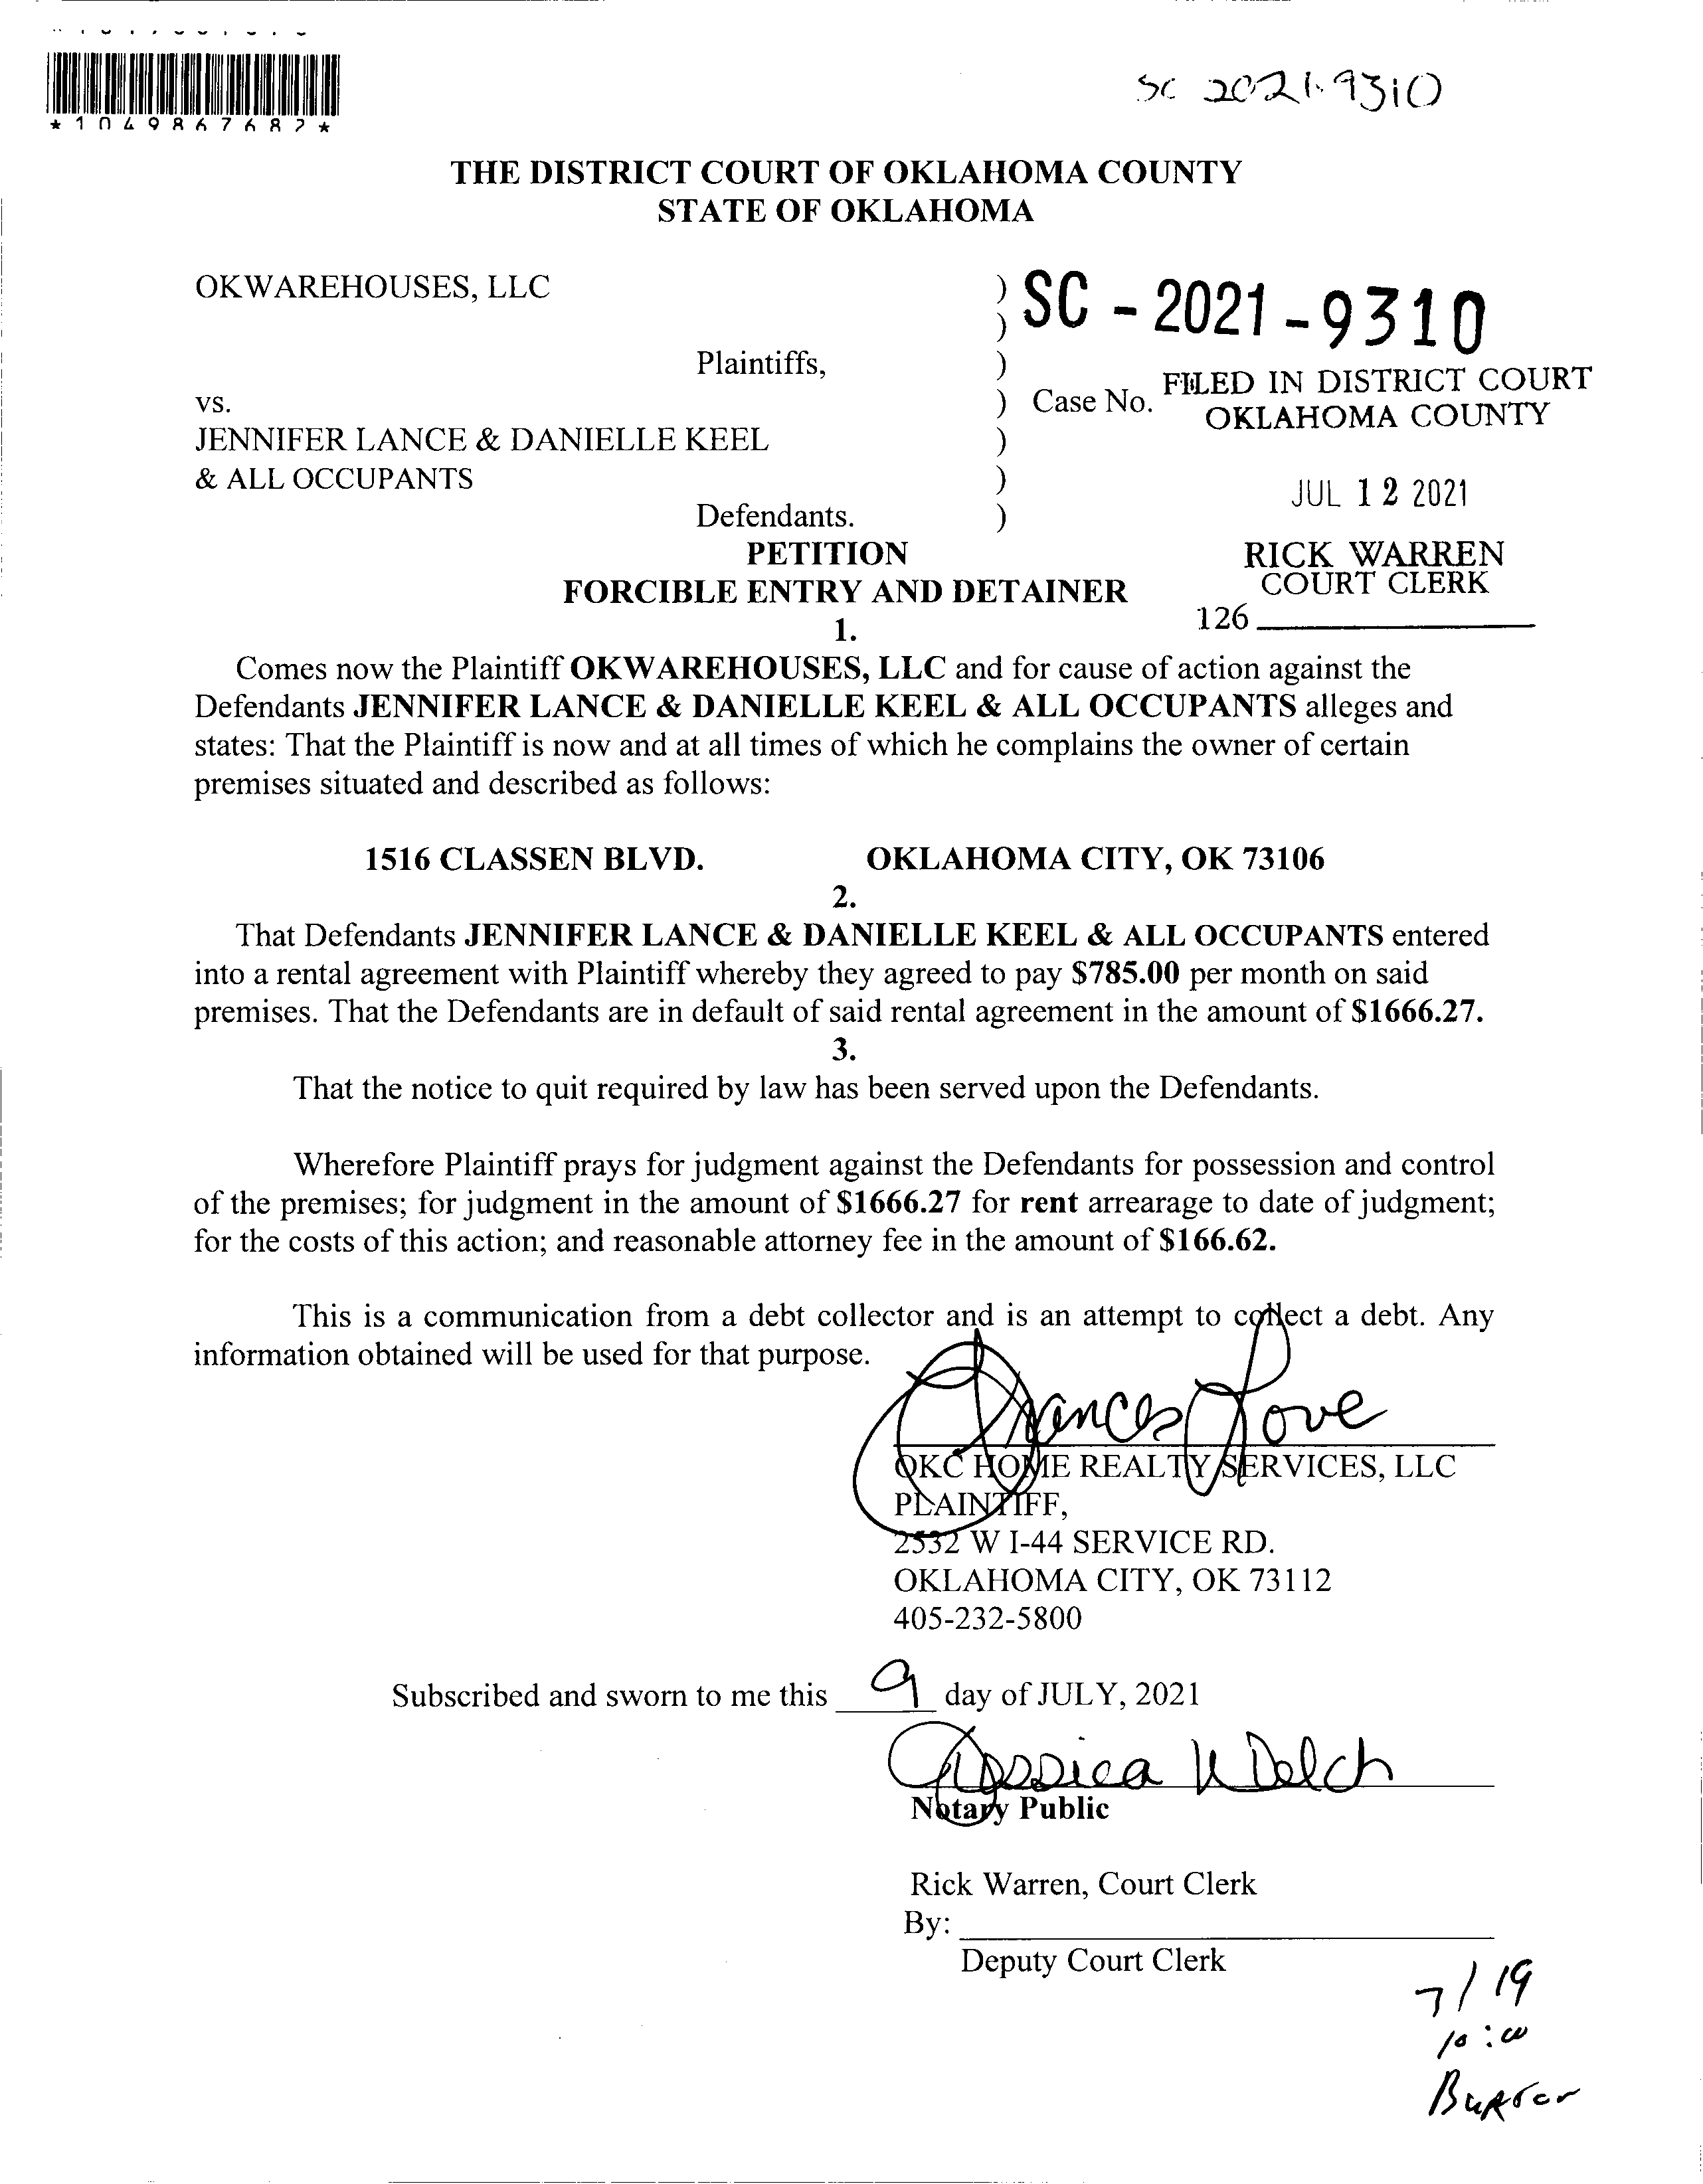 *1049867682*
SC 2021-9310
THE DISTRICT COURT OF OKLAHOMA COUNTY
STATE OF OKLAHOMA
OKWAREHOUSES, LLC )
) SC - 2021 - 9310
Plaintiffs, )
FILED IN DISTRICT COURT
vs. ) Case No.
OKLAHOMA COUNTY
JENNIFER LANCE & DANIELLE KEEL )
& ALL OCCUPANTS )
JUL 12 2021
Defendants. )
PETITION
RICK WARREN
COURT CLERK
FORCIBLE ENTRY AND DETAINER
126
1.
Comes now the Plaintiff OKWAREHOUSES, LLC and for cause of action against the
Defendants JENNIFER LANCE & DANIELLE KEEL & ALL OCCUPANTS alleges and
states: That the Plaintiff is now and at all times of which he complains the owner of certain
premises situated and described as follows:
1516 CLASSEN BLVD. OKLAHOMA CITY, OK 73106
2.
That Defendants JENNIFER LANCE & DANIELLE KEEL & ALL OCCUPANTS entered
into a rental agreement with Plaintiff whereby they agreed to pay $785.00 per month on said
premises. That the Defendants are in default of said rental agreement in the amount of $1666.27.
3.
That the notice to quit required by law has been served upon the Defendants.
Wherefore Plaintiff prays for judgment against the Defendants for possession and control
of the premises; for judgment in the amount of $1666.27 for rent arrearage to date of judgment;
for the costs of this action; and reasonable attorney fee in the amount of $166.62.
This is a communication from a debt collector and is an attempt to collect a debt. Any
information obtained will be used for that purpose.
Frances Love
OKC HOME REALTY SERVICES, LLC
PLAINTIFF,
2532 W I-44 SERVICE RD.
OKLAHOMA CITY, OK 73112
405-232-5800
Subscribed and sworn to me this 9 day of JULY, 2021
Jessica Welch
Notary Public
Rick Warren, Court Clerk
By:
Deputy Court Clerk
7/19
10:00